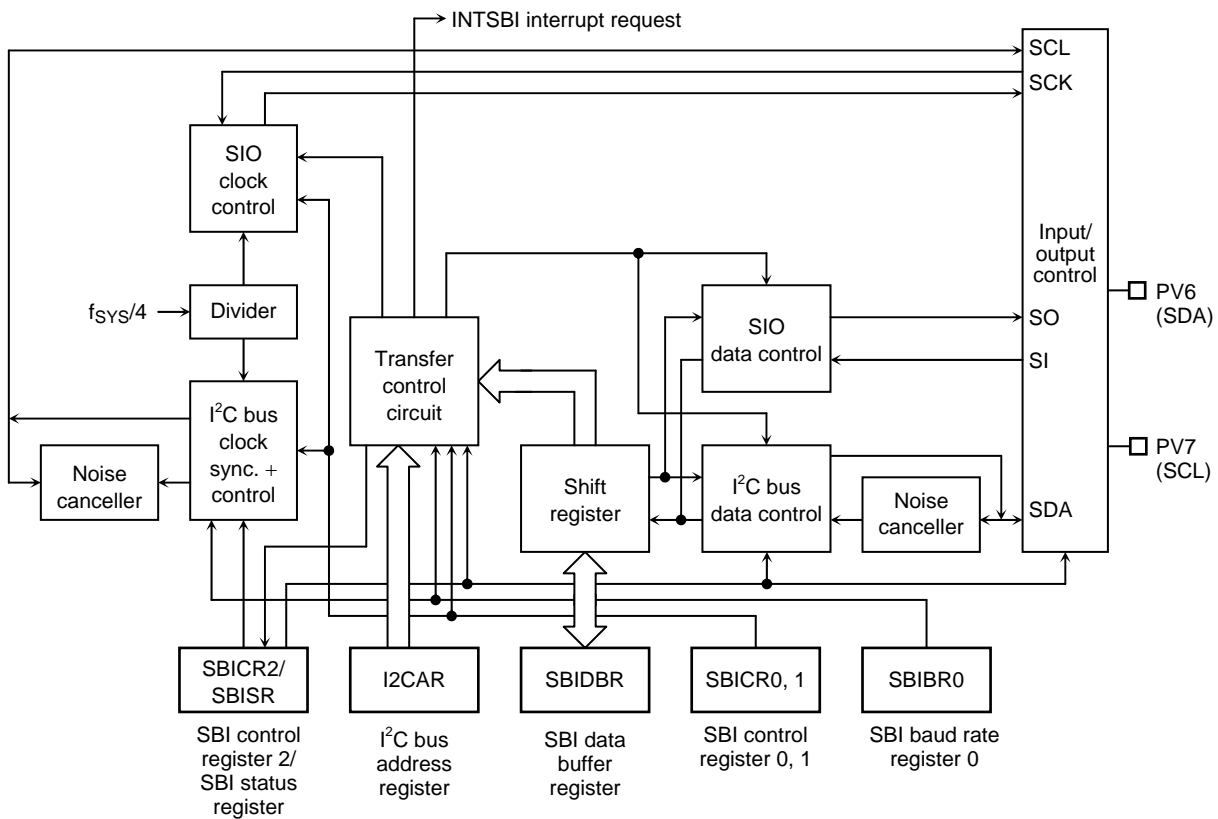 INTSBI interrupt request
SCL
SCK
SIO
clock
control
Input/
output
control
fSYS/4
Divider
PV6
(SDA)
SIO
data control
SO
SI
Transfer
control
circuit
I²C bus
clock
sync. +
control
Noise
canceller
Shift
register
I²C bus
data control
Noise
canceller
SDA
PV7
(SCL)
SBICR2/
SBISR
I2CAR
SBIDBR
SBICR0, 1
SBIBR0
SBI control
register 2/
SBI status
register
I²C bus
address
register
SBI data
buffer
register
SBI control
register 0, 1
SBI baud rate
register 0